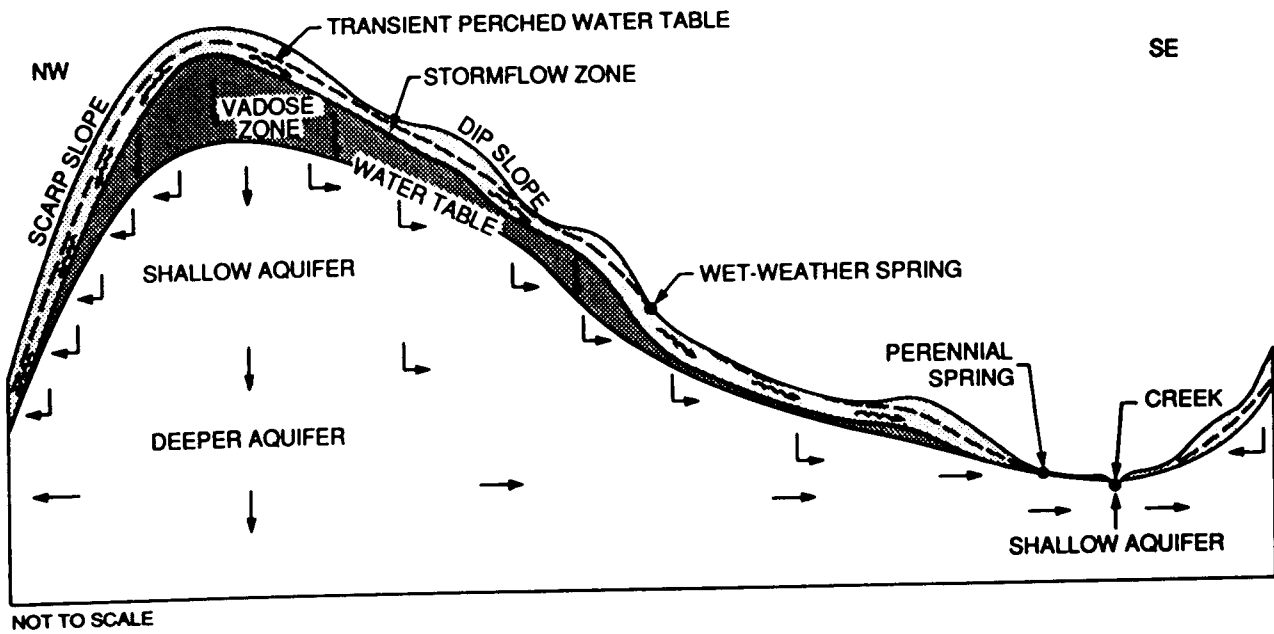 TRANSIENT PERCHED WATER TABLE
NW
SE
STORMFLOW ZONE
SCARP SLOPE
VADOSE
ZONE
DIP SLOPE
WATER TABLE
SHALLOW AQUIFER
WET-WEATHER SPRING
PERENNIAL
SPRING
CREEK
DEEPER AQUIFER
SHALLOW AQUIFER
NOT TO SCALE